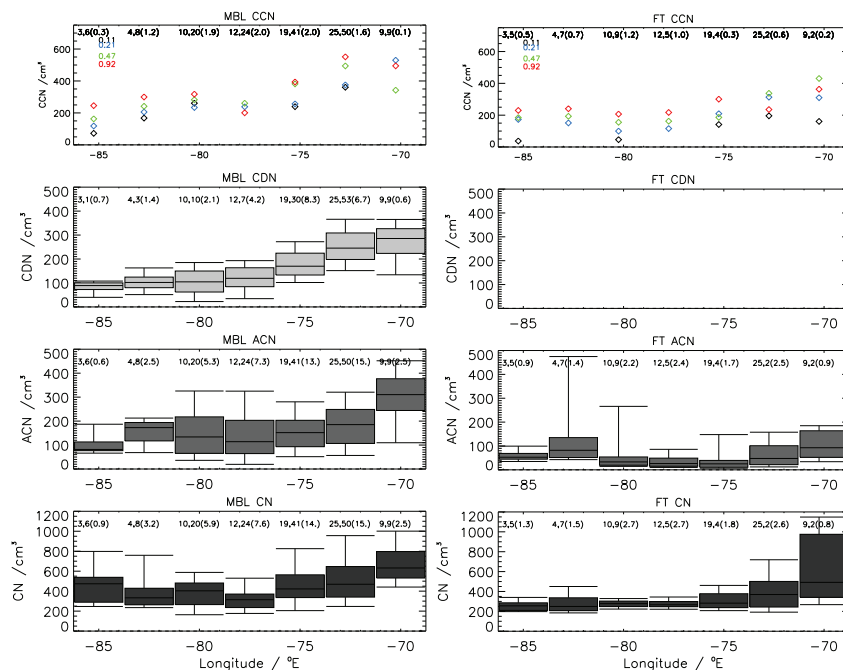 MBL CCN
3,6(0.3) 4,8(1.2) 10,20(1.9) 12,24(2.0) 19,41(2.0) 25,50(1.6) 9,9(0.1)
0.11
0.21
0.47
0.92
CCN /cm³
600
400
200
0
−85 −80 −75 −70
FT CCN
3,5(0.5) 4,7(0.7) 10,9(1.2) 12,5(1.0) 19,4(0.3) 25,2(0.6) 9,2(0.2)
0.11
0.21
0.47
0.92
CCN /cm³
600
400
200
0
−85 −80 −75 −70
MBL CDN
3,1(0.7) 4,3(1.4) 10,10(2.1) 12,7(4.2) 19,30(8.3) 25,53(6.7) 9,9(0.6)
CDN /cm³
500
400
300
200
100
0
−85 −80 −75 −70
FT CDN
CDN /cm³
500
400
300
200
100
0
−85 −80 −75 −70
MBL ACN
3,6(0.6) 4,8(2.5) 10,20(5.3) 12,24(7.3) 19,41(13.) 25,50(15.) 9,9(2.5)
ACN /cm³
500
400
300
200
100
0
−85 −80 −75 −70
FT ACN
3,5(0.9) 4,7(1.4) 10,9(2.2) 12,5(2.4) 19,4(1.7) 25,2(2.5) 9,2(0.9)
ACN /cm³
500
400
300
200
100
0
−85 −80 −75 −70
MBL CN
3,6(0.9) 4,8(3.2) 10,20(5.9) 12,24(7.6) 19,41(14.) 25,50(15.) 9,9(2.5)
CN /cm³
1200
1000
800
600
400
200
0
−85 −80 −75 −70
Longitude / °E
FT CN
3,5(1.3) 4,7(1.5) 10,9(2.7) 12,5(2.7) 19,4(1.8) 25,2(2.6) 9,2(0.8)
CN /cm³
1200
1000
800
600
400
200
0
−85 −80 −75 −70
Longitude / °E